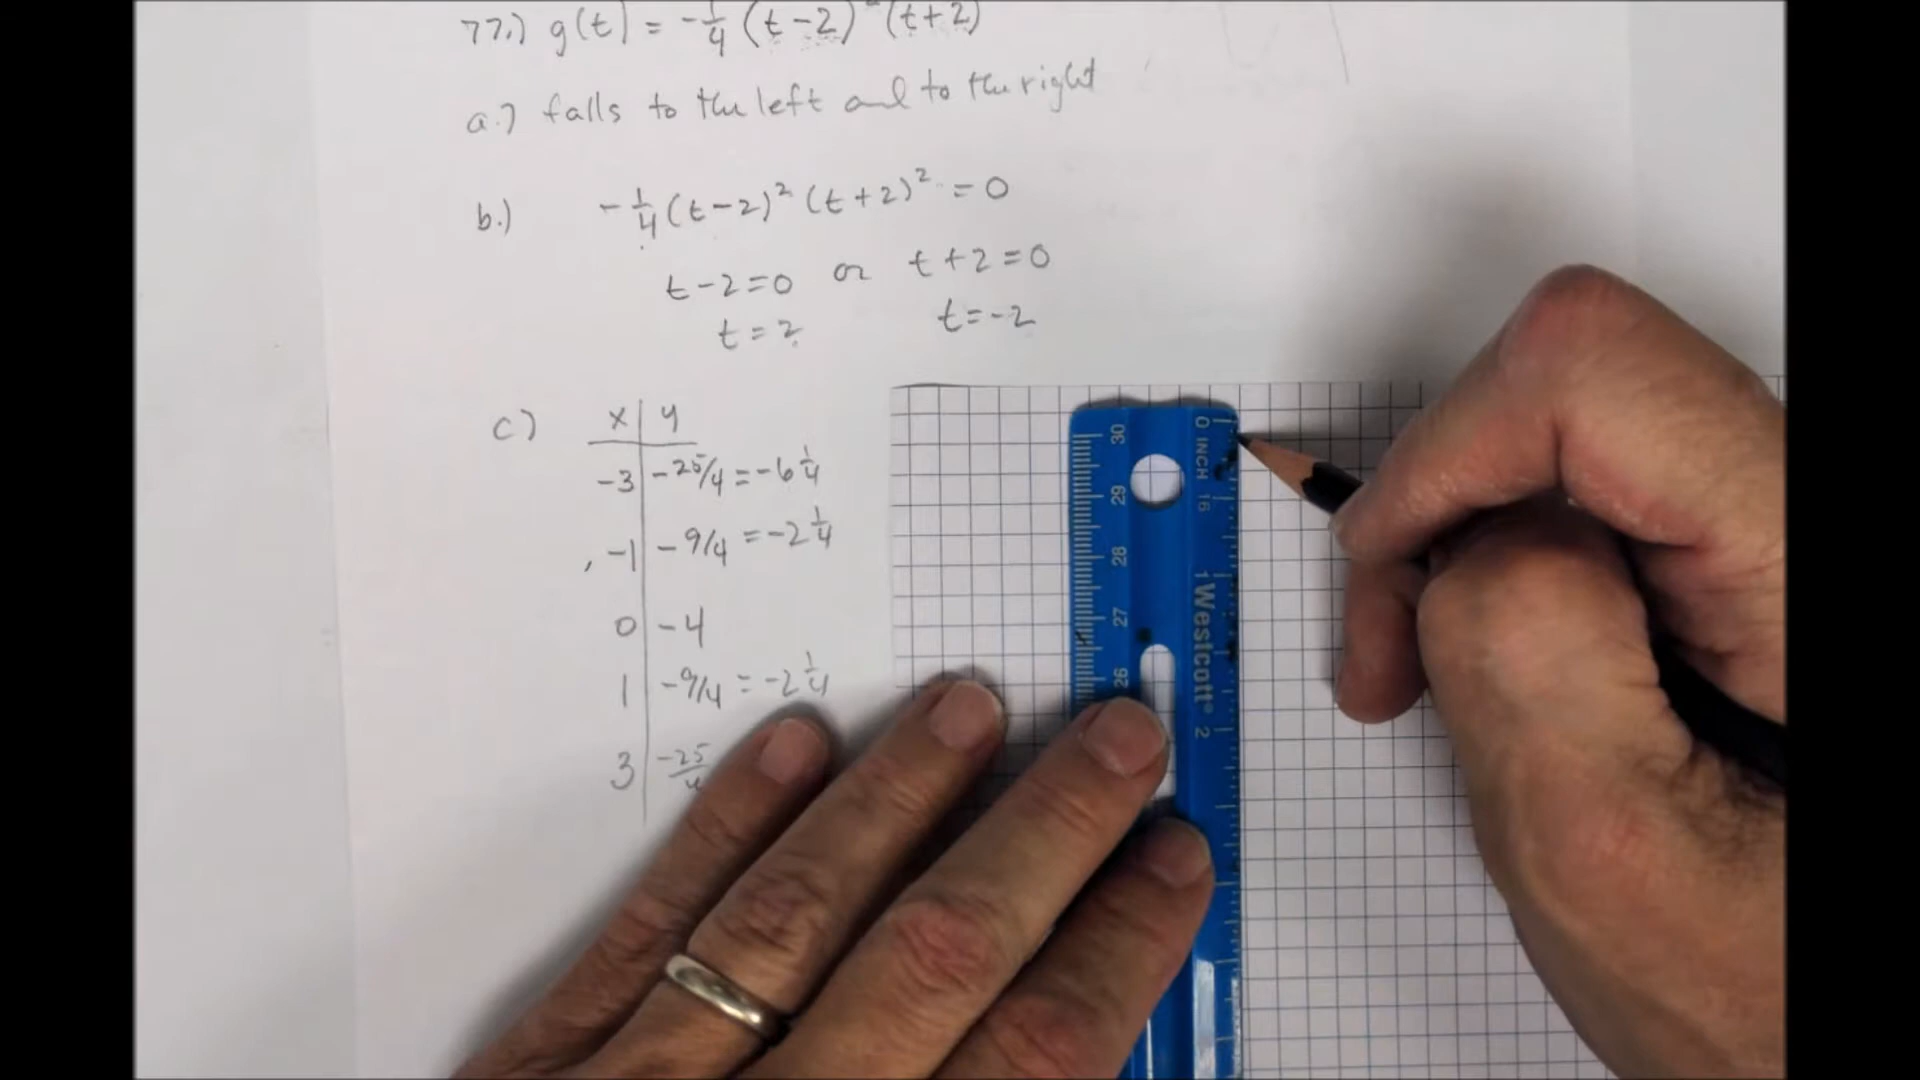 77.) g(t) = -1/4 (t-2)² (t+2)
a.) falls to the left and to the right
b.) -1/4 (t-2)² (t+2)² = 0
t-2=0 or t+2=0
t=2 t=-2
c.) x | y
-3 | -25/4 = -6 1/4
-1 | -9/4 = -2 1/4
0 | -4
1 | -9/4 = -2 1/4
3 | -25/4
30 29 28 27 26
0 INCH 16 1 Westcott® 2